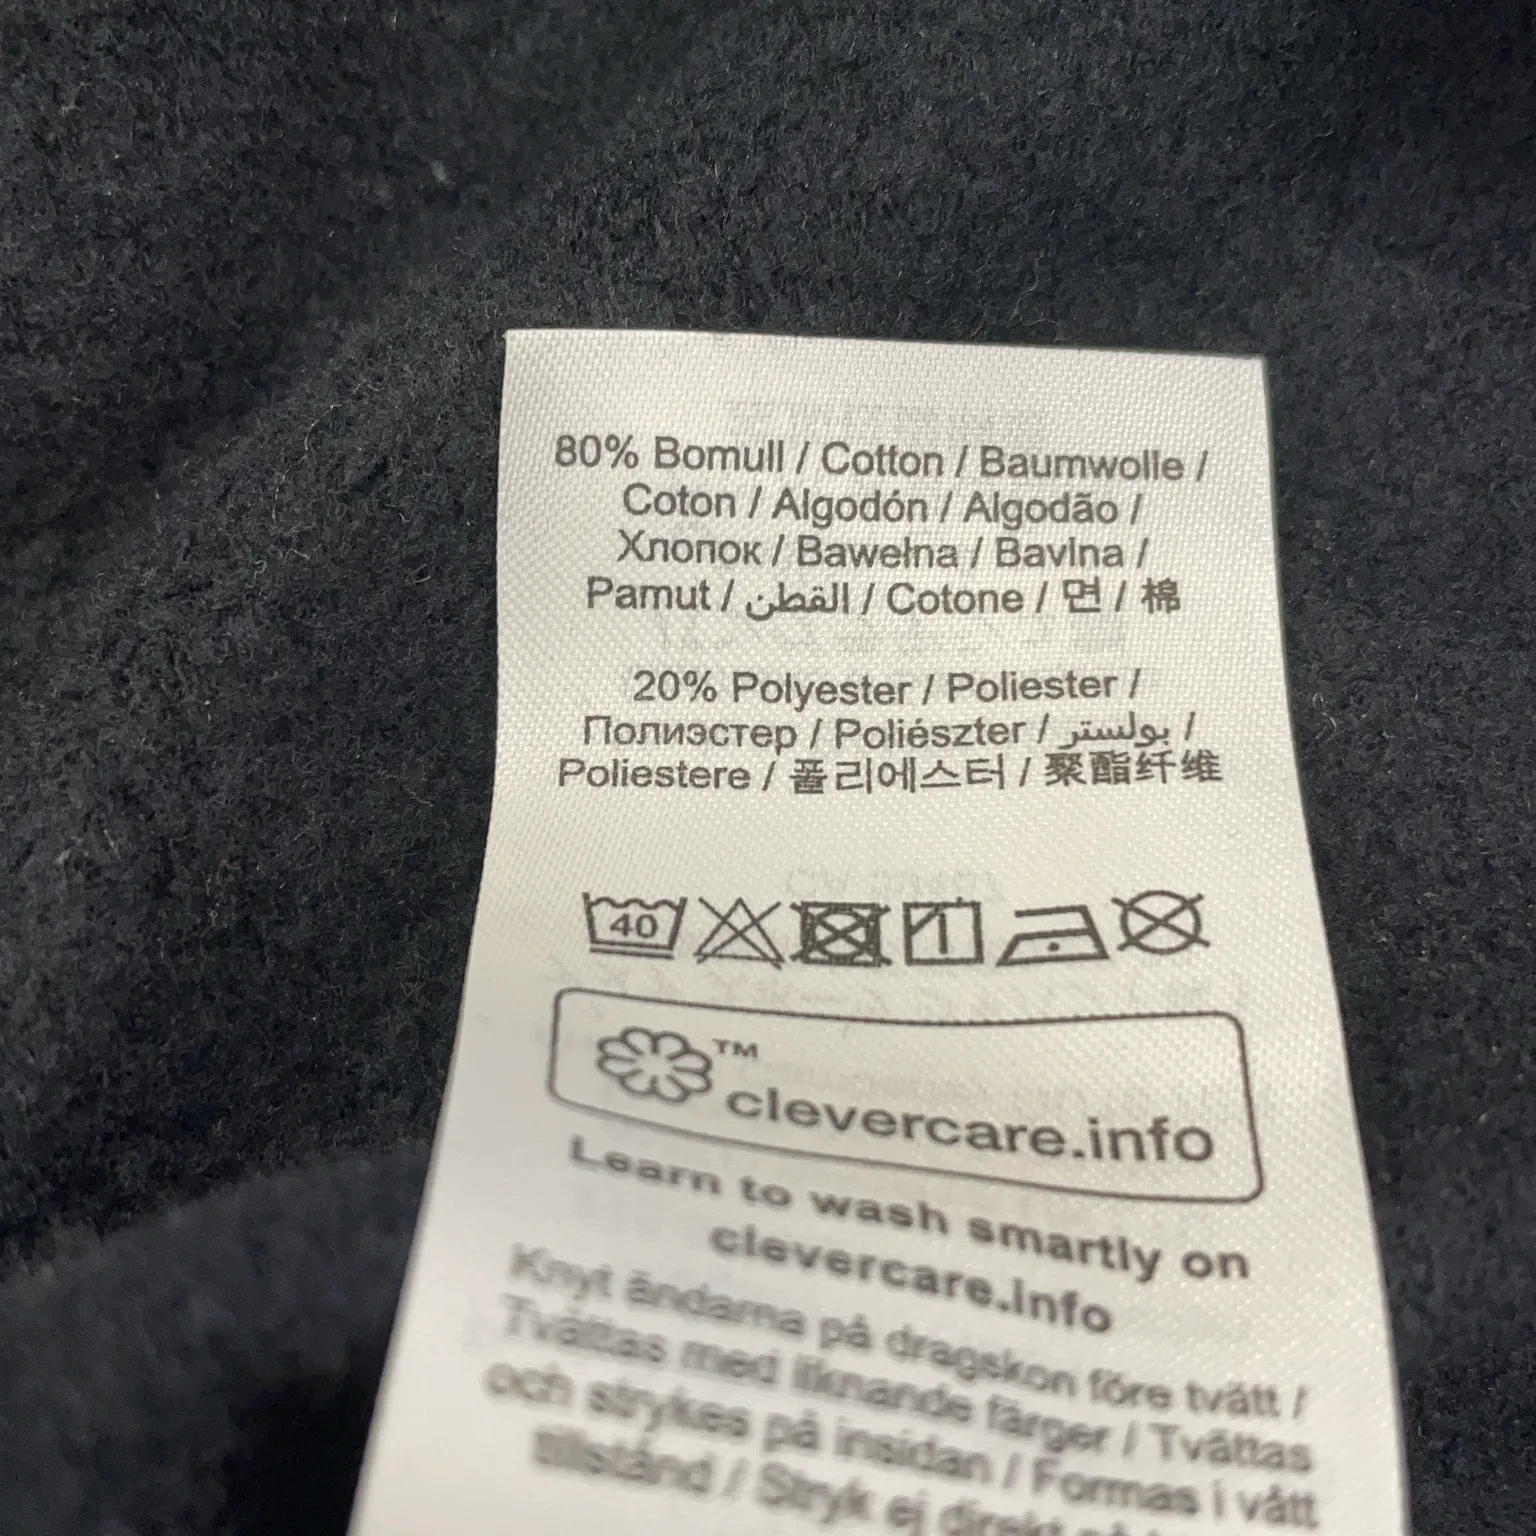 80% Bomull / Cotton / Baumwolle /
Coton / Algodón / Algodão /
Хлопок / Bawełna / Bavlna /
Pamut / القطن / Cotone / 면 / 棉
20% Polyester / Poliester /
Полиэстер / Poliészter / بولستر /
Poliestere / 폴리에스터 / 聚酯纤维
40
TM
clevercare.info
Learn to wash smartly on
clevercare.info
Knyt ändarna på dragskon före tvätt /
Tvättas med liknande färger / Tvättas
och strykes på insidan / Formas i vått
tillstånd / Stryk ej direkt